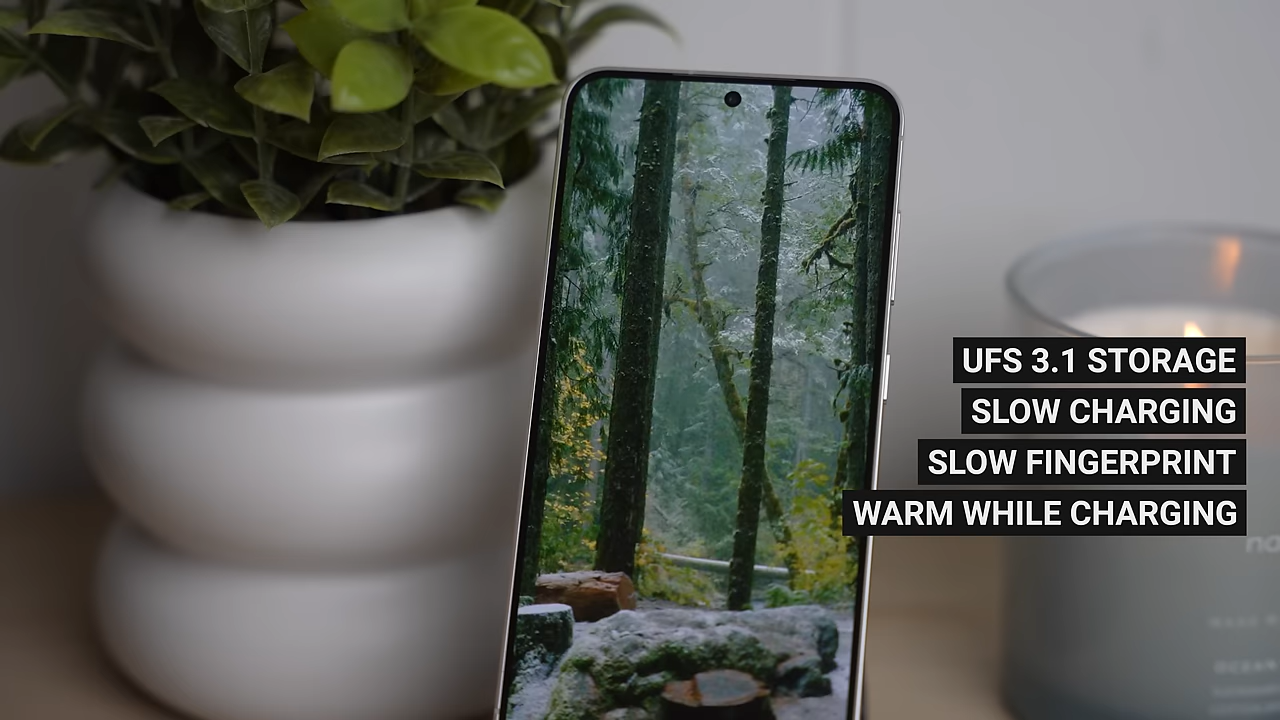 UFS 3.1 STORAGE
SLOW CHARGING
SLOW FINGERPRINT
WARM WHILE CHARGING